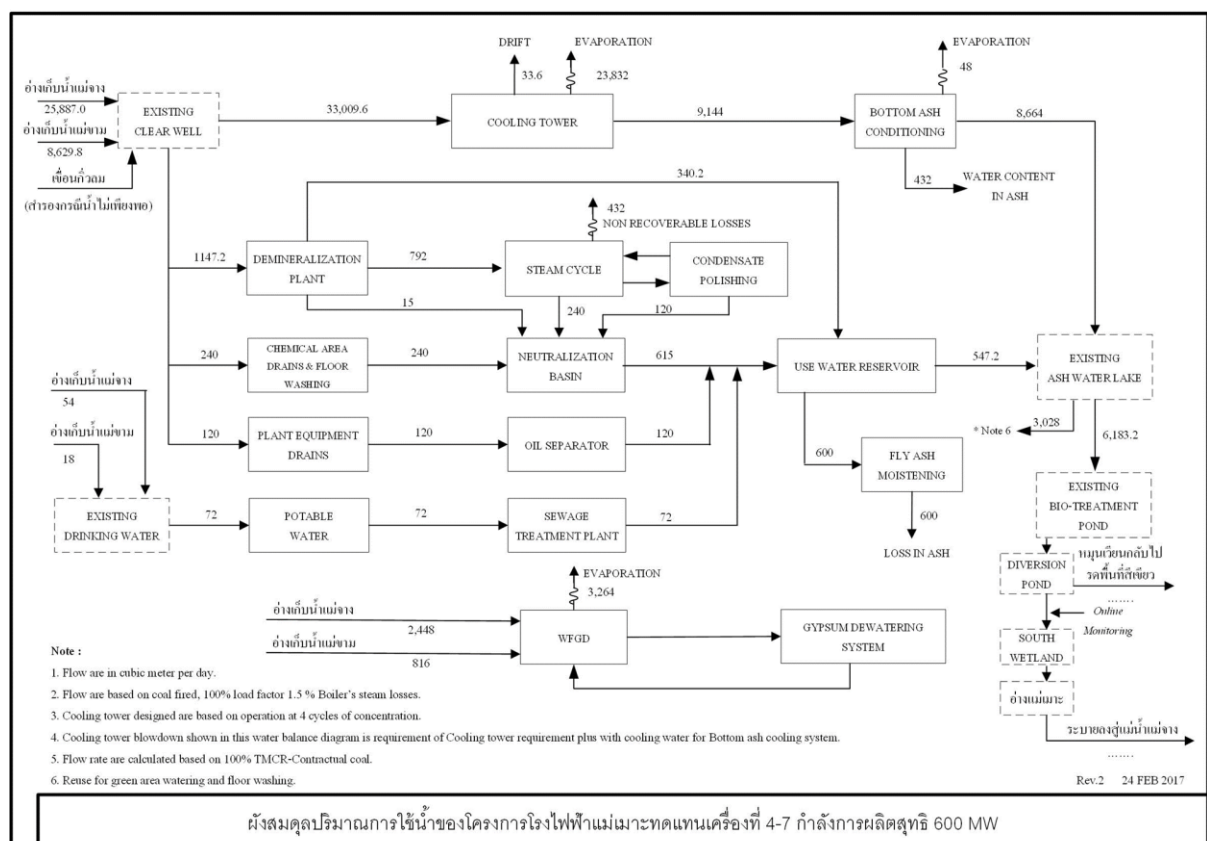 DRIFT
EVAPORATION
EVAPORATION
33.6
23,832
48
อ่างเก็บน้ำแม่จาง
25,887.0
อ่างเก็บน้ำแม่ขาม
8,629.8
เขื่อนกิ่วลม
(สำรองกรณีน้ำไม่เพียงพอ)
EXISTING
CLEAR WELL
33,009.6
COOLING TOWER
9,144
BOTTOM ASH
CONDITIONING
8,664
432
WATER CONTENT
IN ASH
340.2
432
NON RECOVERABLE LOSSES
1147.2
DEMINERALIZATION
PLANT
792
STEAM CYCLE
CONDENSATE
POLISHING
15
240
120
240
CHEMICAL AREA
DRAINS & FLOOR
WASHING
240
NEUTRALIZATION
BASIN
615
USE WATER RESERVOIR
547.2
EXISTING
ASH WATER LAKE
อ่างเก็บน้ำแม่จาง
54
อ่างเก็บน้ำแม่ขาม
18
120
PLANT EQUIPMENT
DRAINS
120
OIL SEPARATOR
120
600
FLY ASH
MOISTENING
* Note 6
3,028
6,183.2
EXISTING
DRINKING WATER
72
POTABLE
WATER
72
SEWAGE
TREATMENT PLANT
72
600
LOSS IN ASH
EXISTING
BIO-TREATMENT
POND
DIVERSION
POND
หมุนเวียนกลับไป
รดพื้นที่สีเขียว
.......
Online
Monitoring
SOUTH
WETLAND
อ่างแม่เมาะ
ระบายลงสู่แม่น้ำแม่จาง
.......
EVAPORATION
3,264
อ่างเก็บน้ำแม่จาง
2,448
อ่างเก็บน้ำแม่ขาม
816
WFGD
GYPSUM DEWATERING
SYSTEM
Note :
1. Flow are in cubic meter per day.
2. Flow are based on coal fired, 100% load factor 1.5 % Boiler's steam losses.
3. Cooling tower designed are based on operation at 4 cycles of concentration.
4. Cooling tower blowdown shown in this water balance diagram is requirement of Cooling tower requirement plus with cooling water for Bottom ash cooling system.
5. Flow rate are calculated based on 100% TMCR-Contractual coal.
6. Reuse for green area watering and floor washing.
Rev.2 24 FEB 2017
ผังสมดุลปริมาณการใช้น้ำของโครงการโรงไฟฟ้าแม่เมาะทดแทนเครื่องที่ 4-7 กำลังการผลิตสุทธิ 600 MW